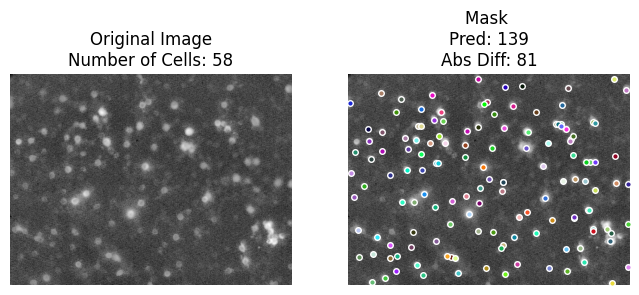 Original Image
Number of Cells: 58
Mask
Pred: 139
Abs Diff: 81